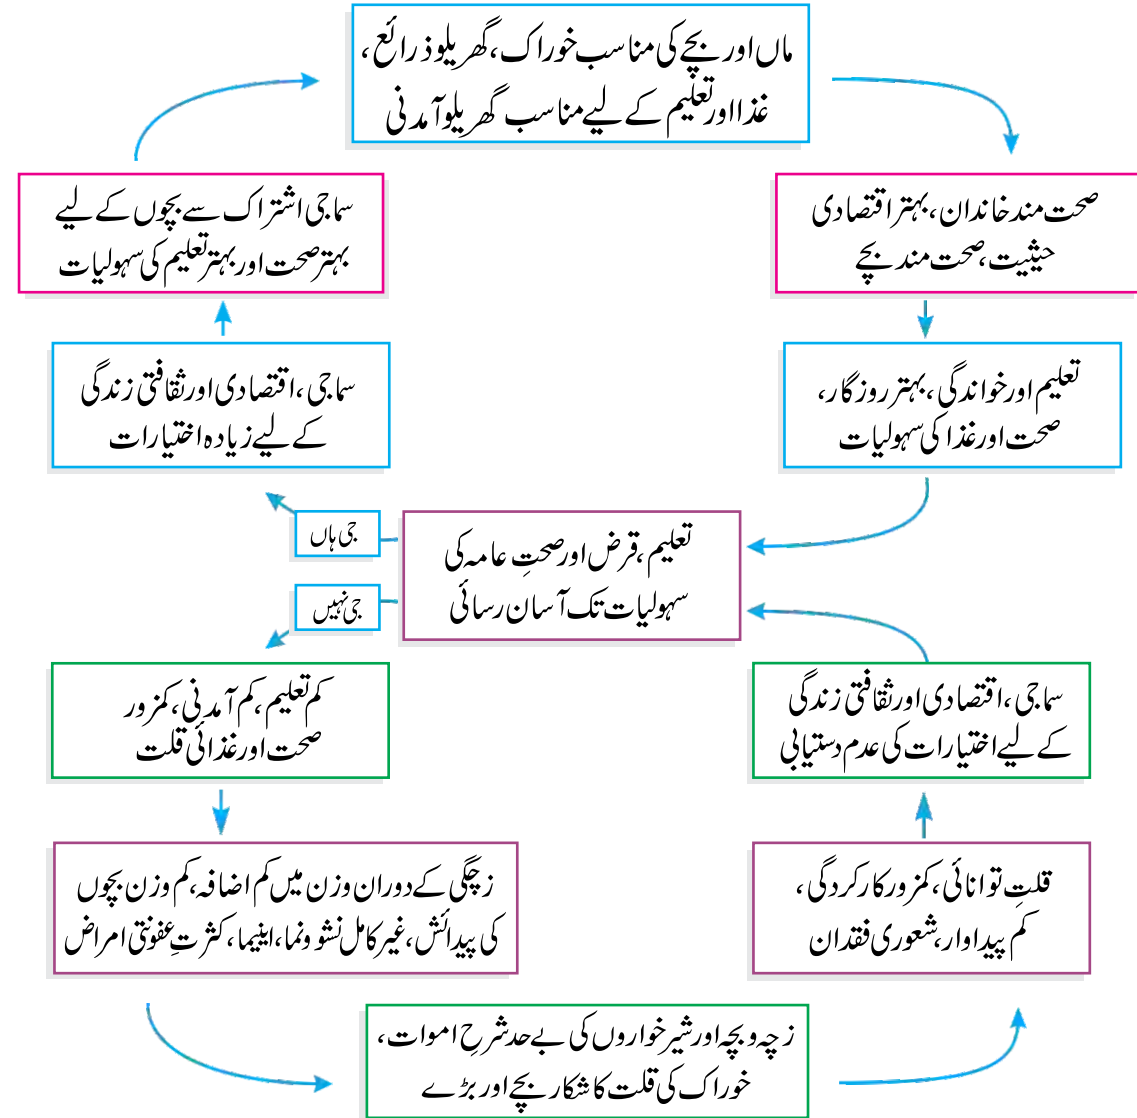 ماں اور بچے کی مناسب خوراک، گھریلو ذرائع،
غذا اور تعلیم کے لیے مناسب گھریلو آمدنی
صحت مند خاندان، بہتر اقتصادی
حیثیت، صحت مند بچے
تعلیم اور خواندگی، بہتر روزگار،
صحت اور غذا کی سہولیات
سماجی اشتراک سے بچوں کے لیے
بہتر صحت اور بہتر تعلیم کی سہولیات
سماجی، اقتصادی اور ثقافتی زندگی
کے لیے زیادہ اختیارات
تعلیم، قرض اور صحتِ عامہ کی
سہولیات تک آسان رسائی
جی ہاں
جی نہیں
سماجی، اقتصادی اور ثقافتی زندگی
کے لیے اختیارات کی عدم دستیابی
کم تعلیم، کم آمدنی، کمزور
صحت اور غذائی قلت
قلتِ توانائی، کمزور کارکردگی،
کم پیداوار، شعوری فقدان
زچگی کے دوران وزن میں کم اضافہ، کم وزن بچوں
کی پیدائش، غیر کامل نشو ونما، اینیما، کثرتِ عفونتی امراض
زچہ و بچہ اور شیر خواروں کی بے حد شرحِ اموات،
خوراک کی قلت کا شکار بچے اور بڑے